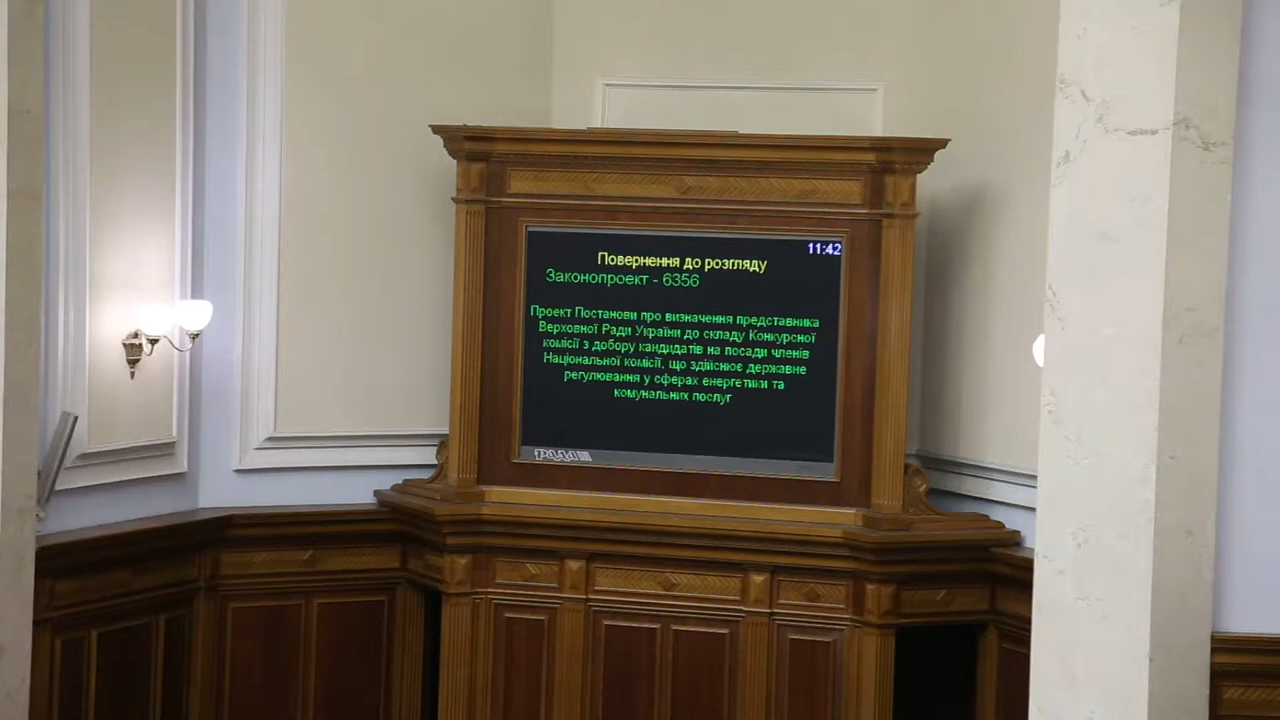 11:42
Повернення до розгляду
Законопроект - 6356
Проект Постанови про визначення представника
Верховної Ради України до складу Конкурсної
комісії з добору кандидатів на посади членів
Національної комісії, що здійснює державне
регулювання у сферах енергетики та
комунальних послуг
РАДА